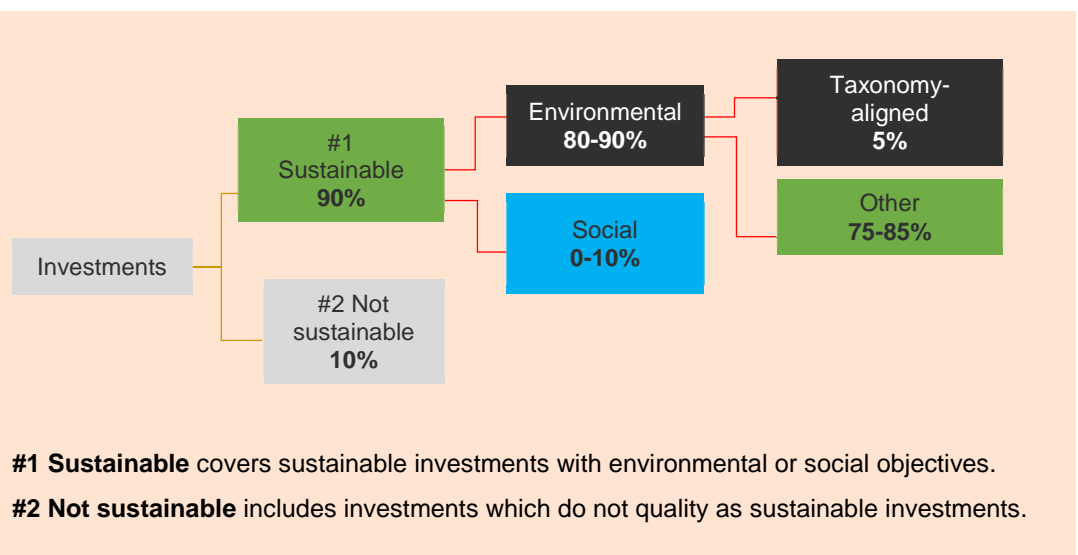 Investments
#1
Sustainable
90%
#2 Not
sustainable
10%
Environmental
80-90%
Social
0-10%
Taxonomy-
aligned
5%
Other
75-85%
#1 Sustainable covers sustainable investments with environmental or social objectives.
#2 Not sustainable includes investments which do not quality as sustainable investments.